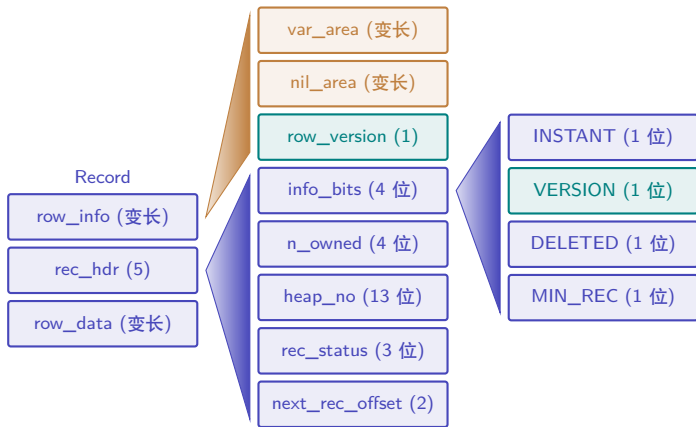 Record
row_info (变长)
rec_hdr (5)
row_data (变长)
var_area (变长)
nil_area (变长)
row_version (1)
info_bits (4 位)
n_owned (4 位)
heap_no (13 位)
rec_status (3 位)
next_rec_offset (2)
INSTANT (1 位)
VERSION (1 位)
DELETED (1 位)
MIN_REC (1 位)